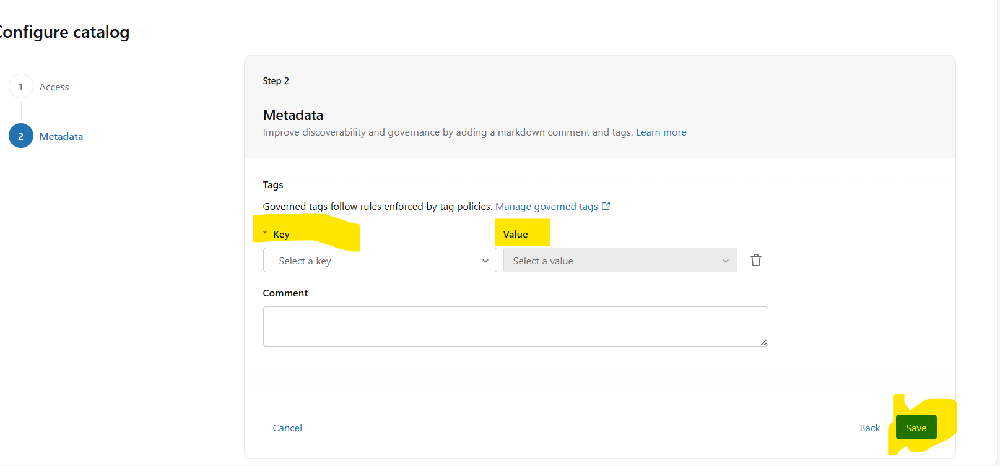 Configure catalog
1 Access
2 Metadata
Step 2
Metadata
Improve discoverability and governance by adding a markdown comment and tags. Learn more
Tags
Governed tags follow rules enforced by tag policies. Manage governed tags
* Key Value
Select a key Select a value
Comment
Cancel Back Save